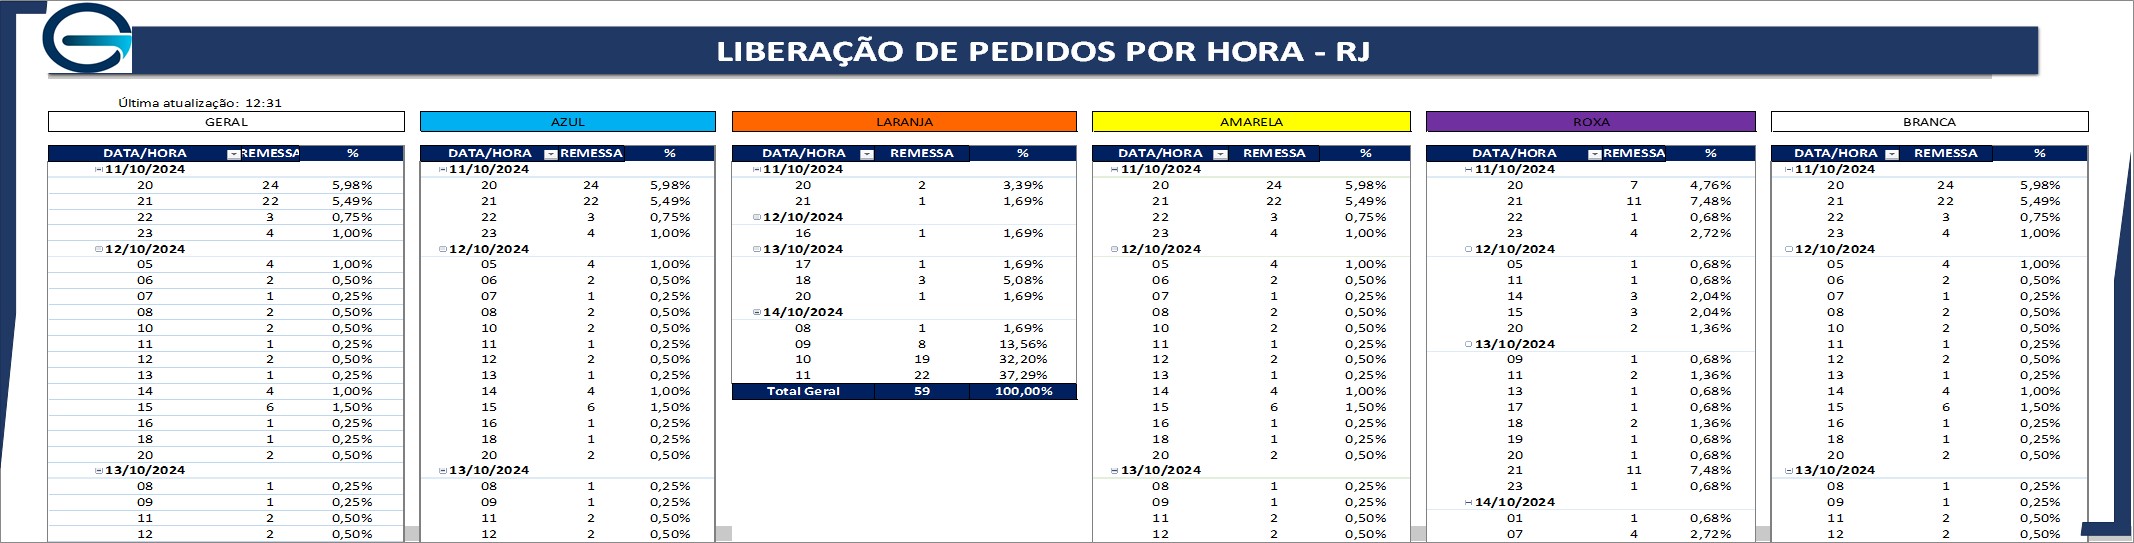 LIBERAÇÃO DE PEDIDOS POR HORA - RJ
Última atualização: 12:31
GERAL
DATA/HORA REMESSA %
11/10/2024
20 24 5,98%
21 22 5,49%
22 3 0,75%
23 4 1,00%
12/10/2024
05 4 1,00%
06 2 0,50%
07 1 0,25%
08 2 0,50%
10 2 0,50%
11 1 0,25%
12 2 0,50%
13 1 0,25%
14 4 1,00%
15 6 1,50%
16 1 0,25%
18 1 0,25%
20 2 0,50%
13/10/2024
08 1 0,25%
09 1 0,25%
11 2 0,50%
12 2 0,50%
AZUL
DATA/HORA REMESSA %
11/10/2024
20 24 5,98%
21 22 5,49%
22 3 0,75%
23 4 1,00%
12/10/2024
05 4 1,00%
06 2 0,50%
07 1 0,25%
08 2 0,50%
10 2 0,50%
11 1 0,25%
12 2 0,50%
13 1 0,25%
14 4 1,00%
15 6 1,50%
16 1 0,25%
18 1 0,25%
20 2 0,50%
13/10/2024
08 1 0,25%
09 1 0,25%
11 2 0,50%
12 2 0,50%
LARANJA
DATA/HORA REMESSA %
11/10/2024
20 2 3,39%
21 1 1,69%
12/10/2024
16 1 1,69%
13/10/2024
17 1 1,69%
18 3 5,08%
20 1 1,69%
14/10/2024
08 1 1,69%
09 8 13,56%
10 19 32,20%
11 22 37,29%
Total Geral 59 100,00%
AMARELA
DATA/HORA REMESSA %
11/10/2024
20 24 5,98%
21 22 5,49%
22 3 0,75%
23 4 1,00%
12/10/2024
05 4 1,00%
06 2 0,50%
07 1 0,25%
08 2 0,50%
10 2 0,50%
11 1 0,25%
12 2 0,50%
13 1 0,25%
14 4 1,00%
15 6 1,50%
16 1 0,25%
18 1 0,25%
20 2 0,50%
13/10/2024
08 1 0,25%
09 1 0,25%
11 2 0,50%
12 2 0,50%
ROXA
DATA/HORA REMESSA %
11/10/2024
20 7 4,76%
21 11 7,48%
22 1 0,68%
23 4 2,72%
12/10/2024
05 1 0,68%
11 1 0,68%
14 3 2,04%
15 3 2,04%
20 2 1,36%
13/10/2024
09 1 0,68%
11 2 1,36%
13 1 0,68%
17 1 0,68%
18 2 1,36%
19 1 0,68%
20 1 0,68%
21 11 7,48%
23 1 0,68%
14/10/2024
01 1 0,68%
07 4 2,72%
BRANCA
DATA/HORA REMESSA %
11/10/2024
20 24 5,98%
21 22 5,49%
22 3 0,75%
23 4 1,00%
12/10/2024
05 4 1,00%
06 2 0,50%
07 1 0,25%
08 2 0,50%
10 2 0,50%
11 1 0,25%
12 2 0,50%
13 1 0,25%
14 4 1,00%
15 6 1,50%
16 1 0,25%
18 1 0,25%
20 2 0,50%
13/10/2024
08 1 0,25%
09 1 0,25%
11 2 0,50%
12 2 0,50%